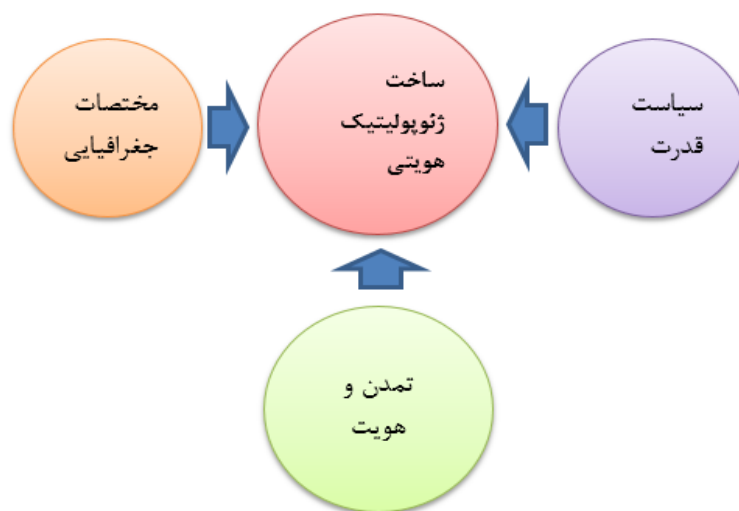 ساخت
ژئوپولیتیک
هویتی
سیاست
قدرت
مختصات
جغرافیایی
تمدن و
هویت